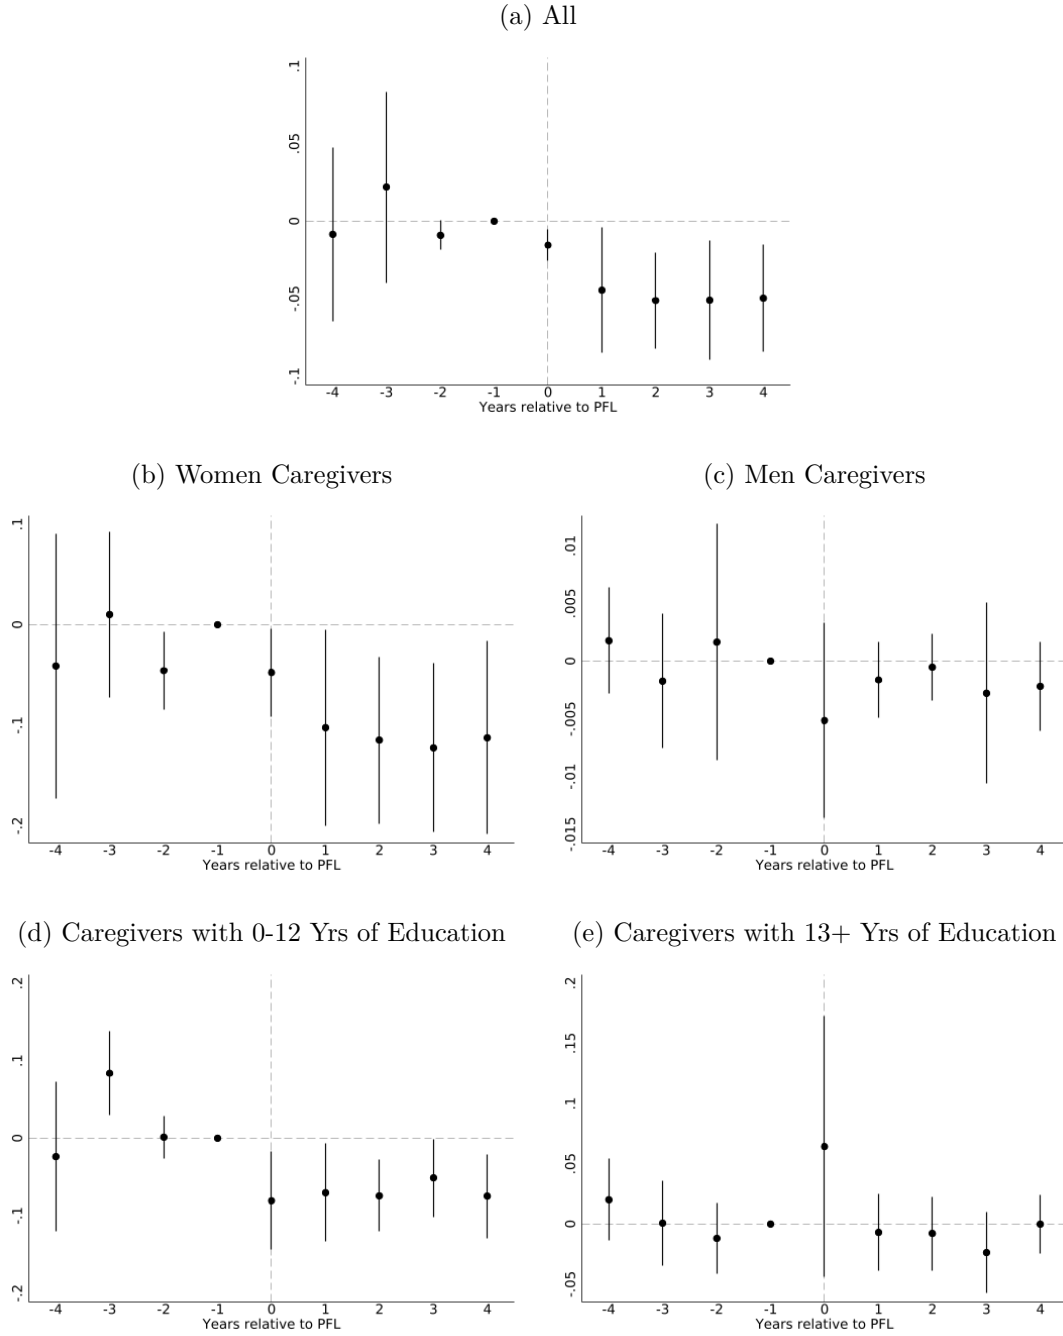 (a) All
.1
.05
0
-.05
-.1
-4 -3 -2 -1 0 1 2 3 4
Years relative to PFL
(b) Women Caregivers
.1
0
-.1
-.2
-4 -3 -2 -1 0 1 2 3 4
Years relative to PFL
(c) Men Caregivers
.01
.005
0
-.005
-.01
-.015
-4 -3 -2 -1 0 1 2 3 4
Years relative to PFL
(d) Caregivers with 0-12 Yrs of Education
.2
.1
0
-.1
-.2
-4 -3 -2 -1 0 1 2 3 4
Years relative to PFL
(e) Caregivers with 13+ Yrs of Education
.2
.15
.1
.05
0
-.05
-4 -3 -2 -1 0 1 2 3 4
Years relative to PFL